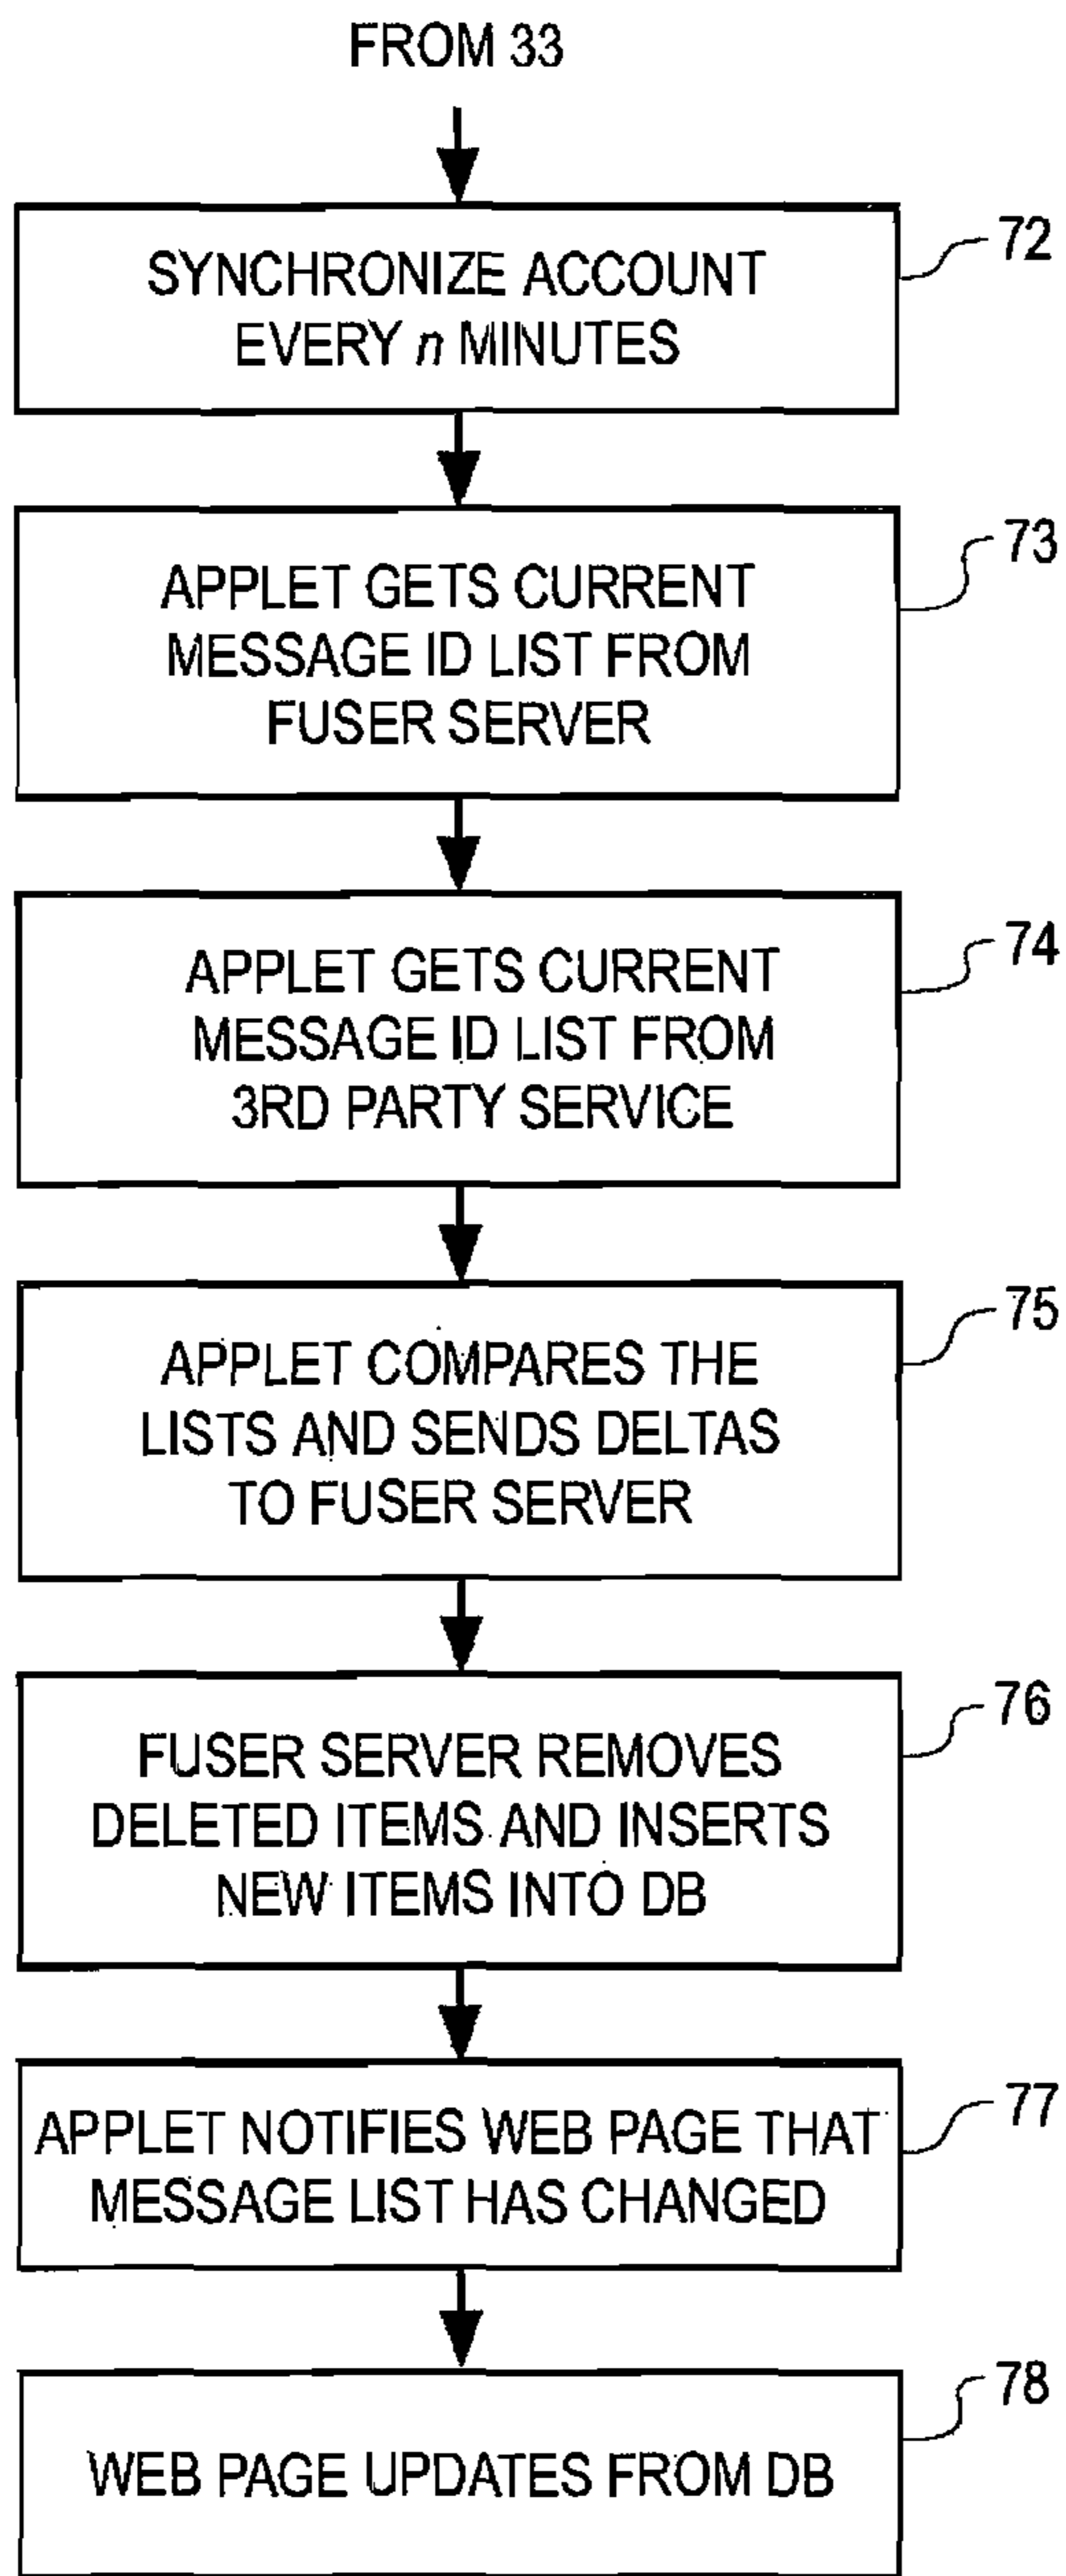 FROM 33
SYNCHRONIZE ACCOUNT
EVERY n MINUTES
72
APPLET GETS CURRENT
MESSAGE ID LIST FROM
FUSER SERVER
73
APPLET GETS CURRENT
MESSAGE ID LIST FROM
3RD PARTY SERVICE
74
APPLET COMPARES THE
LISTS AND SENDS DELTAS
TO FUSER SERVER
75
FUSER SERVER REMOVES
DELETED ITEMS AND INSERTS
NEW ITEMS INTO DB
76
APPLET NOTIFIES WEB PAGE THAT
MESSAGE LIST HAS CHANGED
77
WEB PAGE UPDATES FROM DB
78